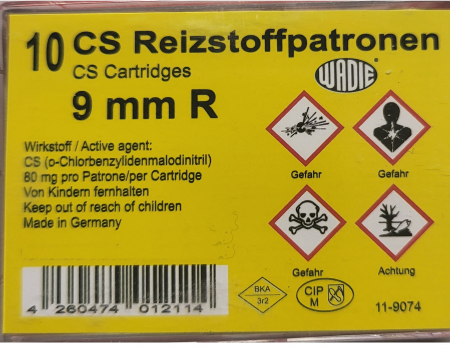 10 CS Reizstoffpatronen
CS Cartridges
WADIE
9 mm R
Wirkstoff / Active agent:
CS (o-Chlorbenzylidenmalodinitril)
80 mg pro Patrone/per Cartridge
Von Kindern fernhalten
Keep out of reach of children
Made in Germany
Gefahr
Gefahr
Gefahr
Achtung
4 260474 012114
BKA
3r2
CIP
M
11-9074